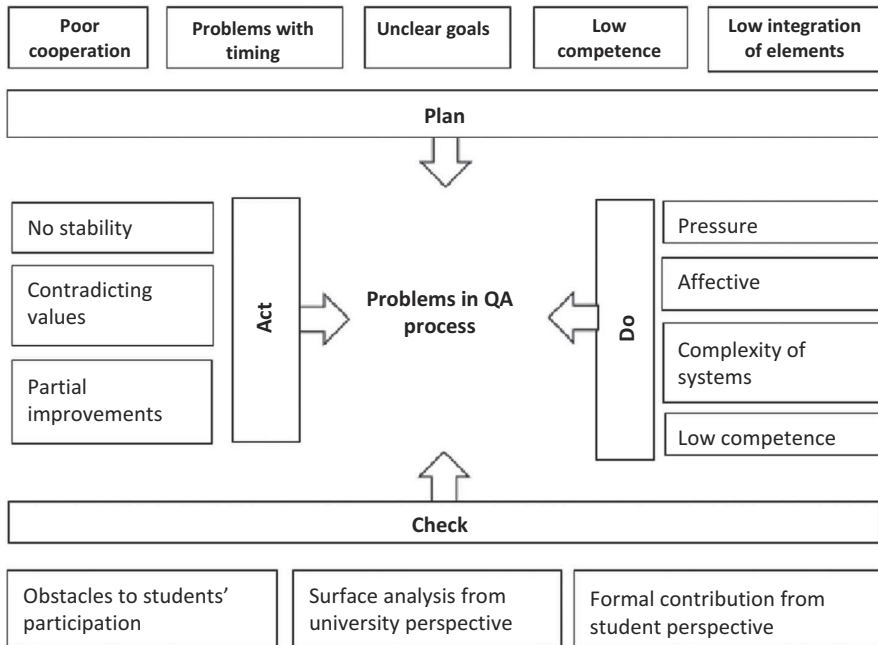 Poor
cooperation
Problems with
timing
Unclear goals
Low
competence
Low integration
of elements
Plan
No stability
Contradicting
values
Partial
improvements
Act
Problems in QA
process
Do
Pressure
Affective
Complexity of
systems
Low competence
Check
Obstacles to students’
participation
Surface analysis from
university perspective
Formal contribution from
student perspective